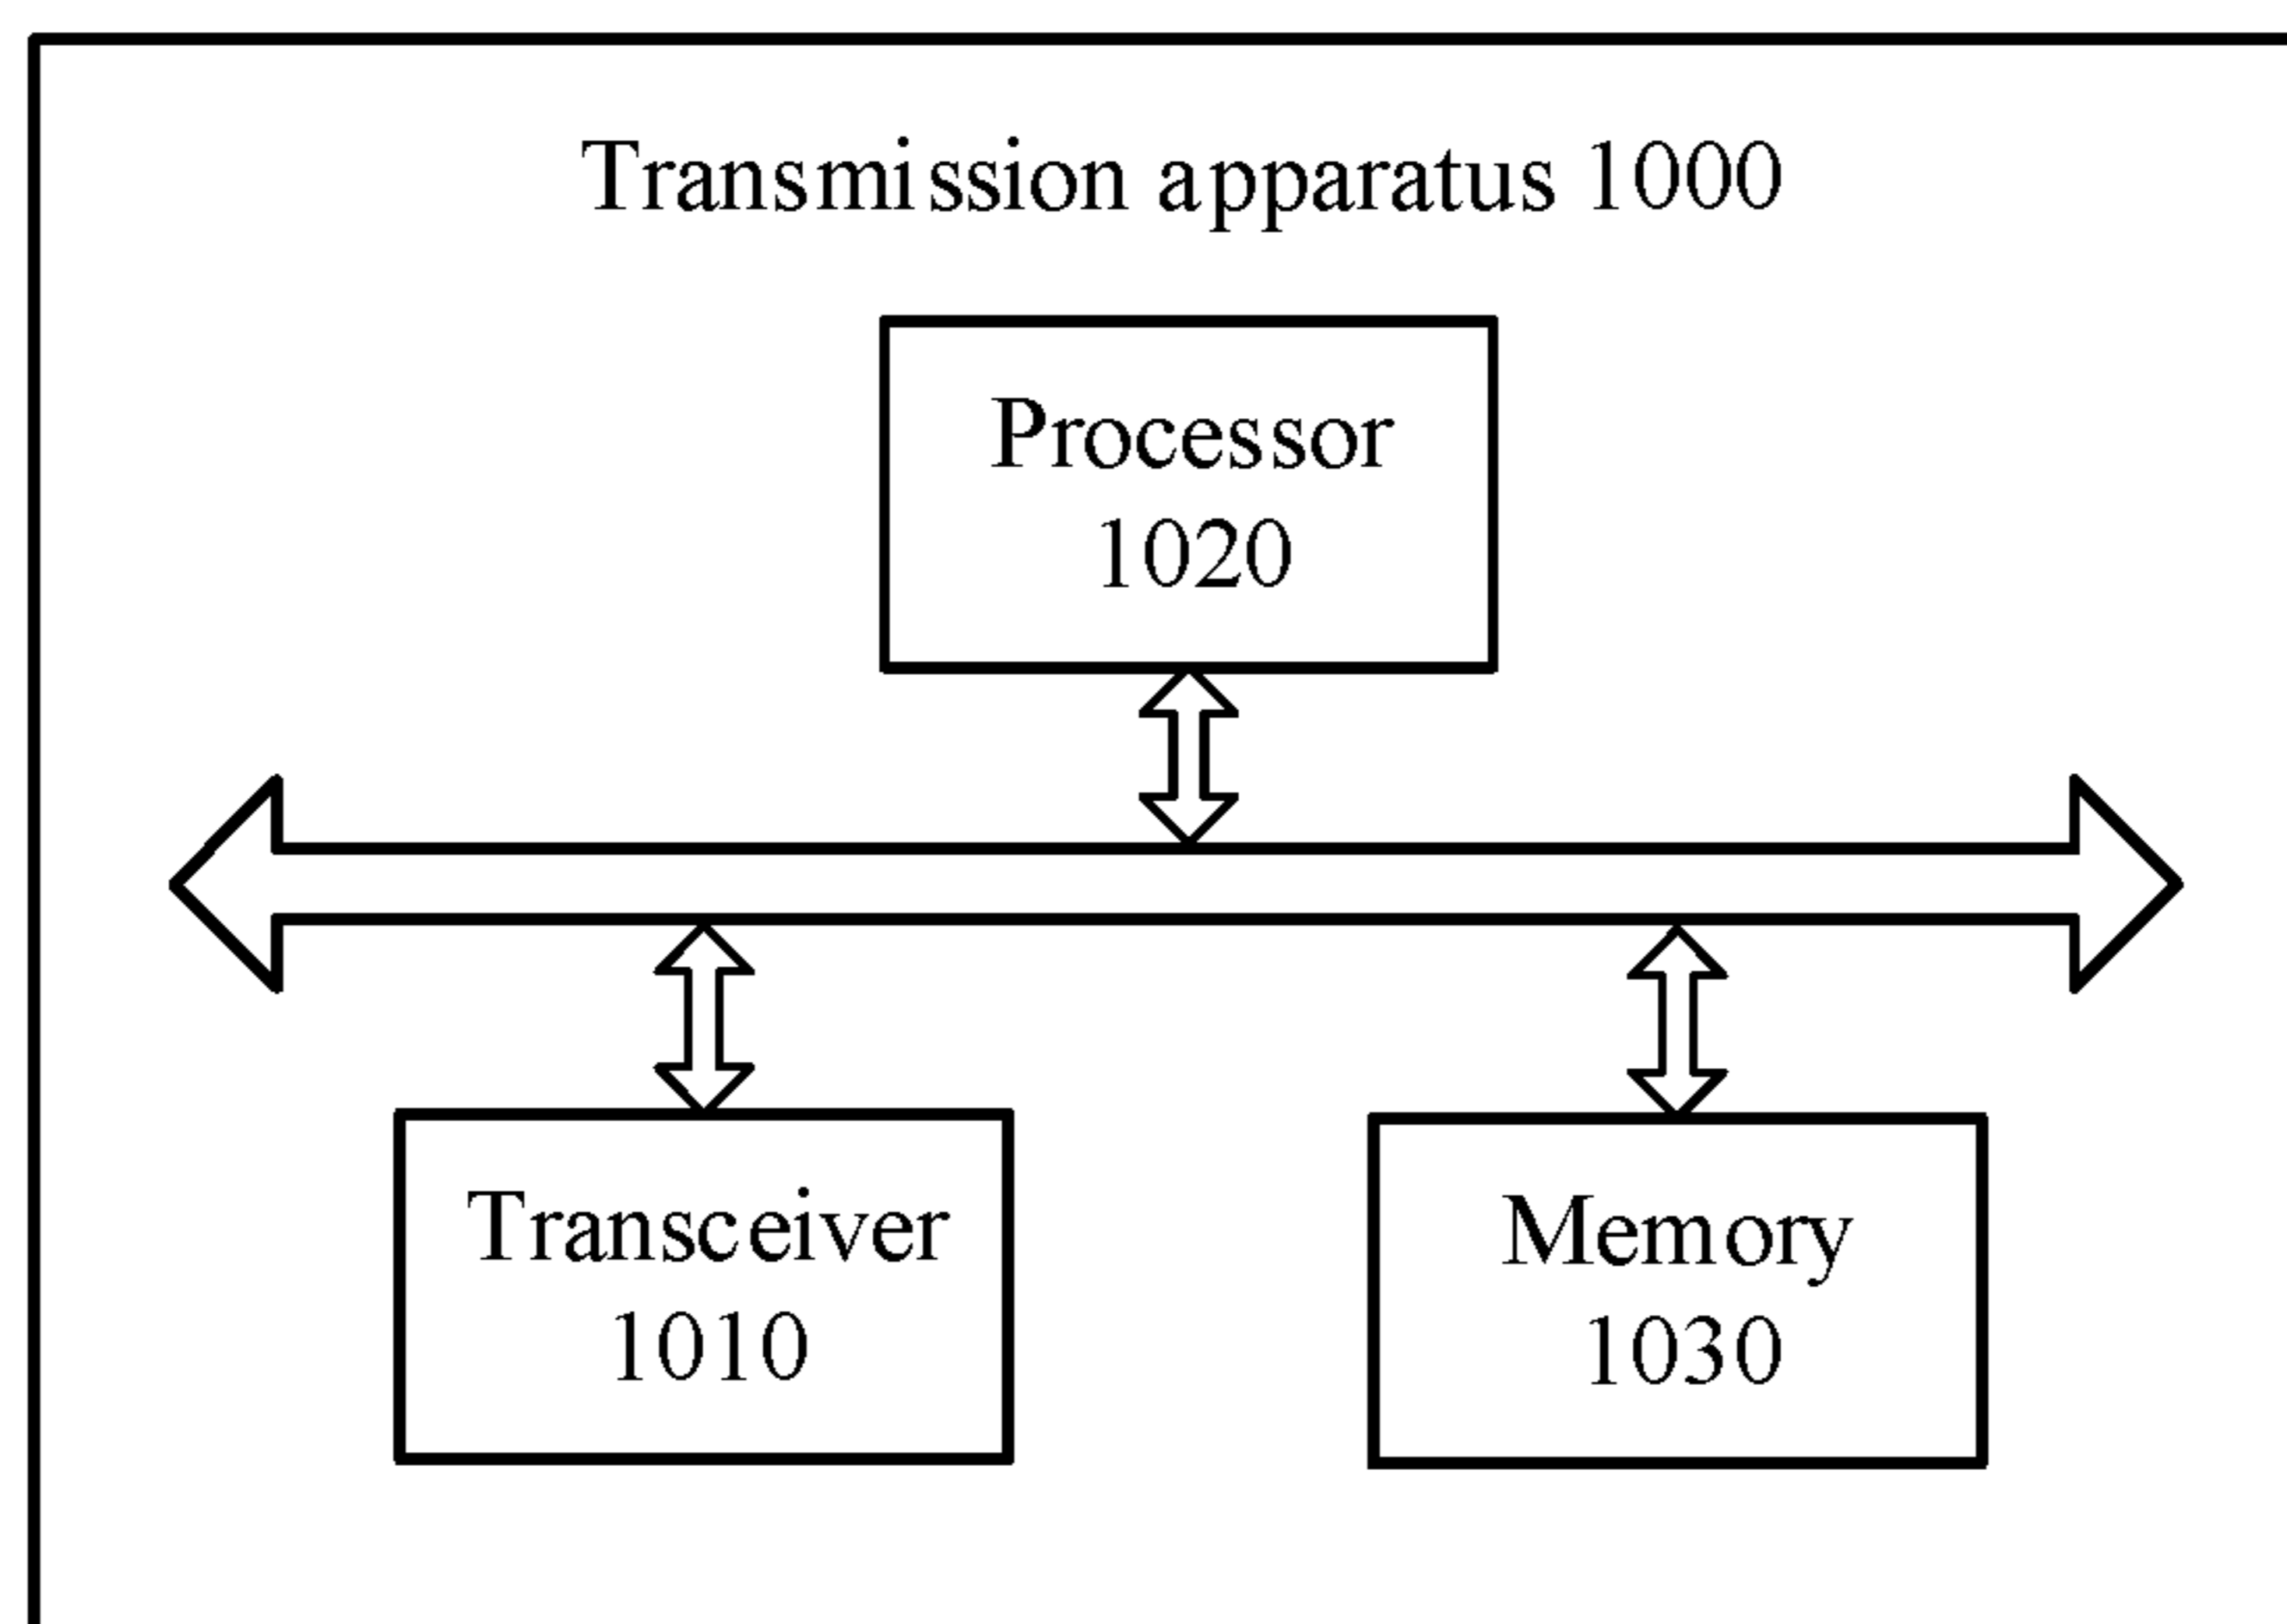 Transmission apparatus 1000
Processor
1020
Transceiver
1010
Memory
1030